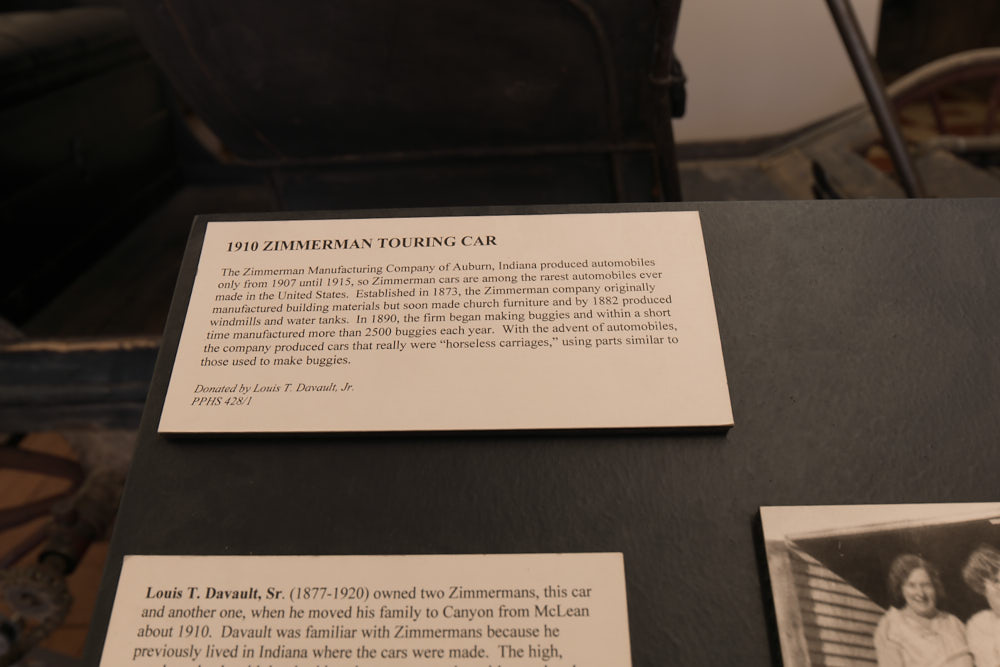 1910 ZIMMERMAN TOURING CAR
The Zimmerman Manufacturing Company of Auburn, Indiana produced automobiles
only from 1907 until 1915, so Zimmerman cars are among the rarest automobiles ever
made in the United States. Established in 1873, the Zimmerman company originally
manufactured building materials but soon made church furniture and by 1882 produced
windmills and water tanks. In 1890, the firm began making buggies and within a short
time manufactured more than 2500 buggies each year. With the advent of automobiles,
the company produced cars that really were “horseless carriages,” using parts similar to
those used to make buggies.
Donated by Louis T. Davault, Jr.
PPHS 428/1
Louis T. Davault, Sr. (1877-1920) owned two Zimmermans, this car
and another one, when he moved his family to Canyon from McLean
about 1910. Davault was familiar with Zimmermans because he
previously lived in Indiana where the cars were made. The high,